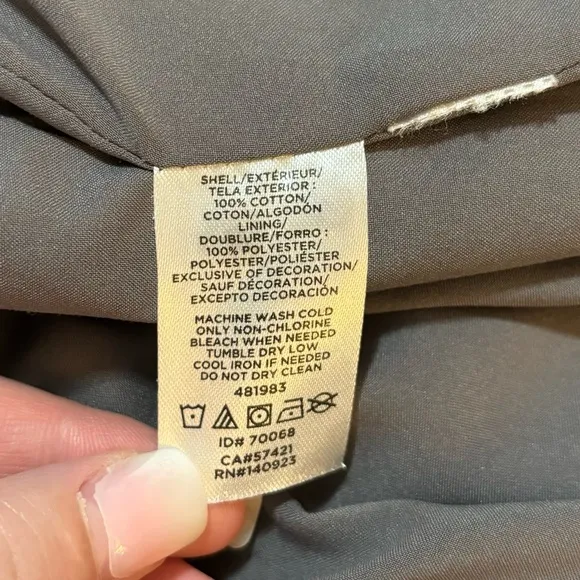 SHELL/EXTÉRIEUR/
TELA EXTERIOR :
100% COTTON/
COTON/ALGODÓN
LINING/
DOUBLURE/FORRO :
100% POLYESTER/
POLYESTER/POLIÉSTER
EXCLUSIVE OF DECORATION/
SAUF DÉCORATION/
EXCEPTO DECORACIÓN
MACHINE WASH COLD
ONLY NON-CHLORINE
BLEACH WHEN NEEDED
TUMBLE DRY LOW
COOL IRON IF NEEDED
DO NOT DRY CLEAN
481983
ID# 70068
CA#57421
RN#140923